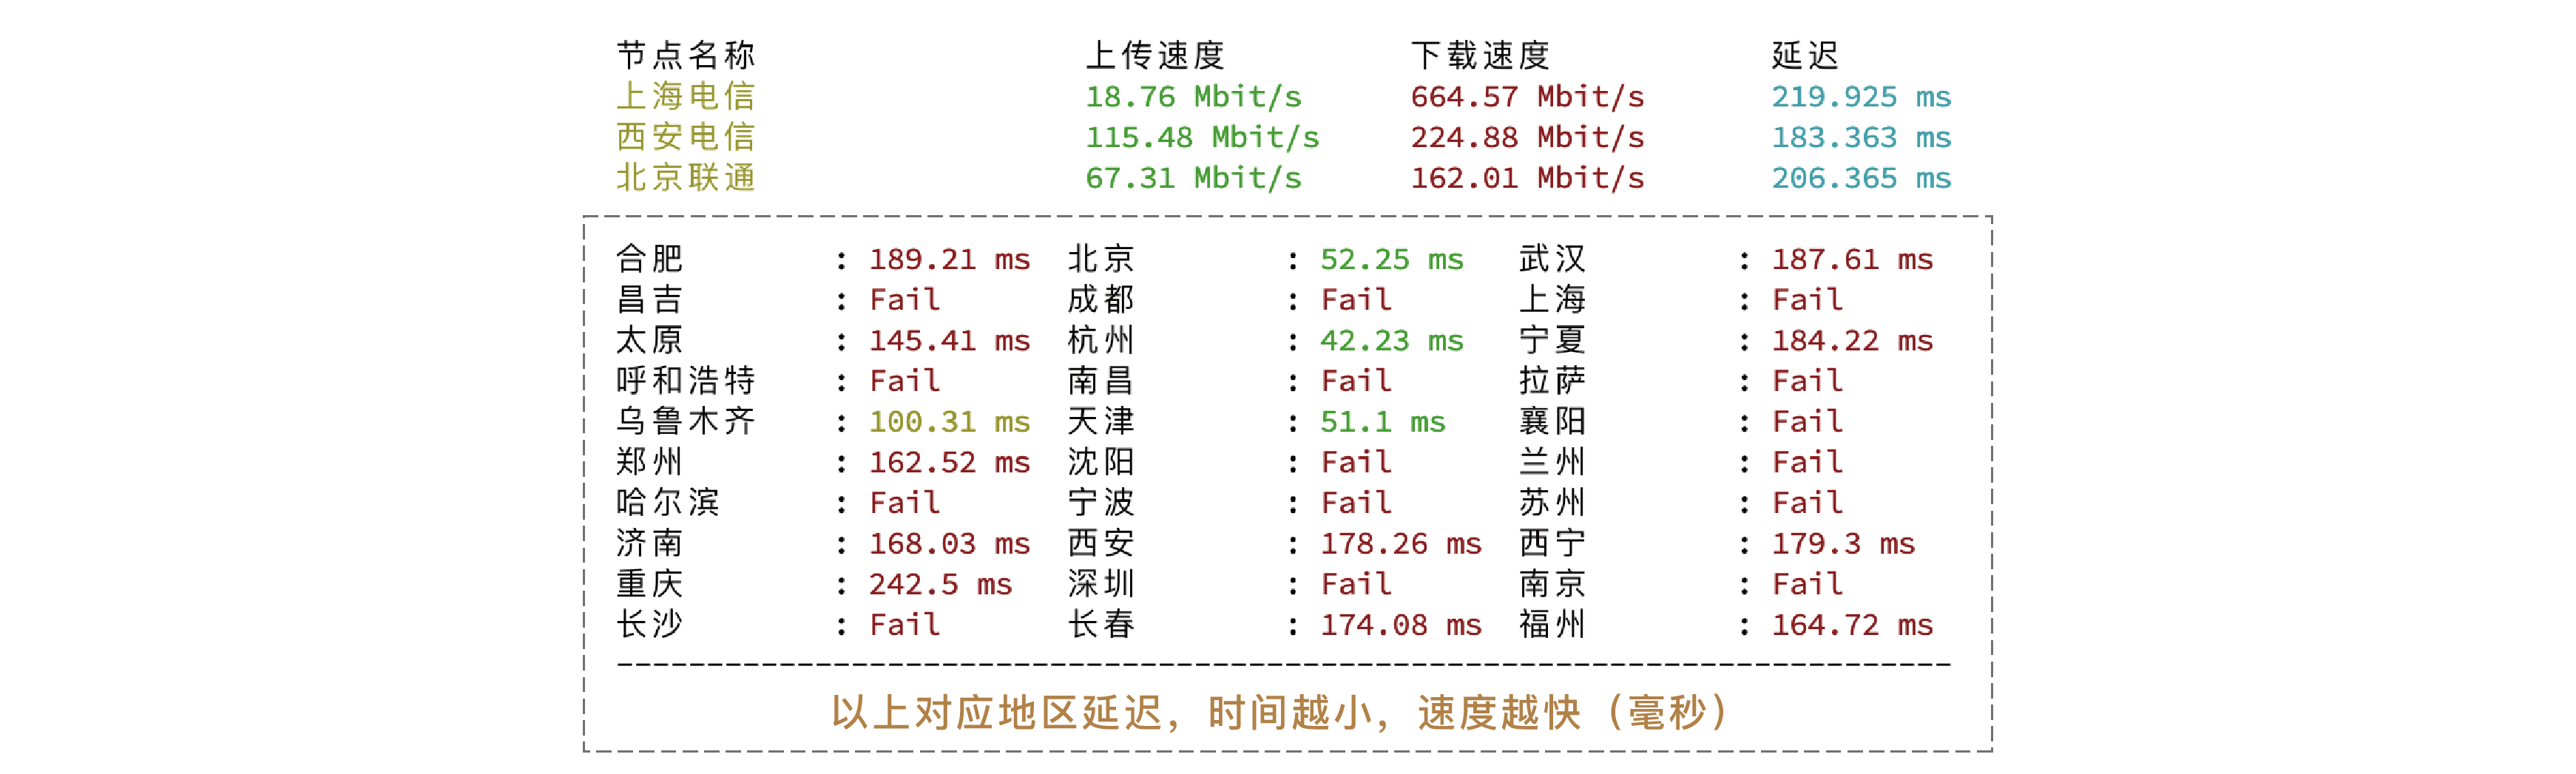 节点名称 上传速度 下载速度 延迟
上海电信 18.76 Mbit/s 664.57 Mbit/s 219.925 ms
西安电信 115.48 Mbit/s 224.88 Mbit/s 183.363 ms
北京联通 67.31 Mbit/s 162.01 Mbit/s 206.365 ms
合肥 : 189.21 ms 北京 : 52.25 ms 武汉 : 187.61 ms
昌吉 : Fail 成都 : Fail 上海 : Fail
太原 : 145.41 ms 杭州 : 42.23 ms 宁夏 : 184.22 ms
呼和浩特 : Fail 南昌 : Fail 拉萨 : Fail
乌鲁木齐 : 100.31 ms 天津 : 51.1 ms 襄阳 : Fail
郑州 : 162.52 ms 沈阳 : Fail 兰州 : Fail
哈尔滨 : Fail 宁波 : Fail 苏州 : Fail
济南 : 168.03 ms 西安 : 178.26 ms 西宁 : 179.3 ms
重庆 : 242.5 ms 深圳 : Fail 南京 : Fail
长沙 : Fail 长春 : 174.08 ms 福州 : 164.72 ms
以上对应地区延迟，时间越小，速度越快（毫秒）